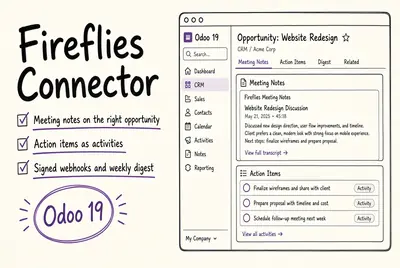 Fireflies
Connector
Meeting notes on the right opportunity
Action items as activities
Signed webhooks and weekly digest
Odoo 19
Odoo 19
Search...
Dashboard
CRM
Sales
Contacts
Calendar
Activities
Notes
Reporting
My Company
Opportunity: Website Redesign
CRM / Acme Corp
Meeting Notes Action Items Digest Related
Meeting Notes
Fireflies Meeting Notes
Website Redesign Discussion
May 21, 2025 • 45:18
Discussed new design direction, user flow improvements, and timeline.
Client prefers a clean, modern look with strong focus on mobile experience.
Next steps: finalize wireframes and prepare proposal.
View full transcript →
Action Items
Finalize wireframes and share with client Activity
Prepare proposal with timeline and cost Activity
Schedule follow-up meeting next week Activity
View all activities →